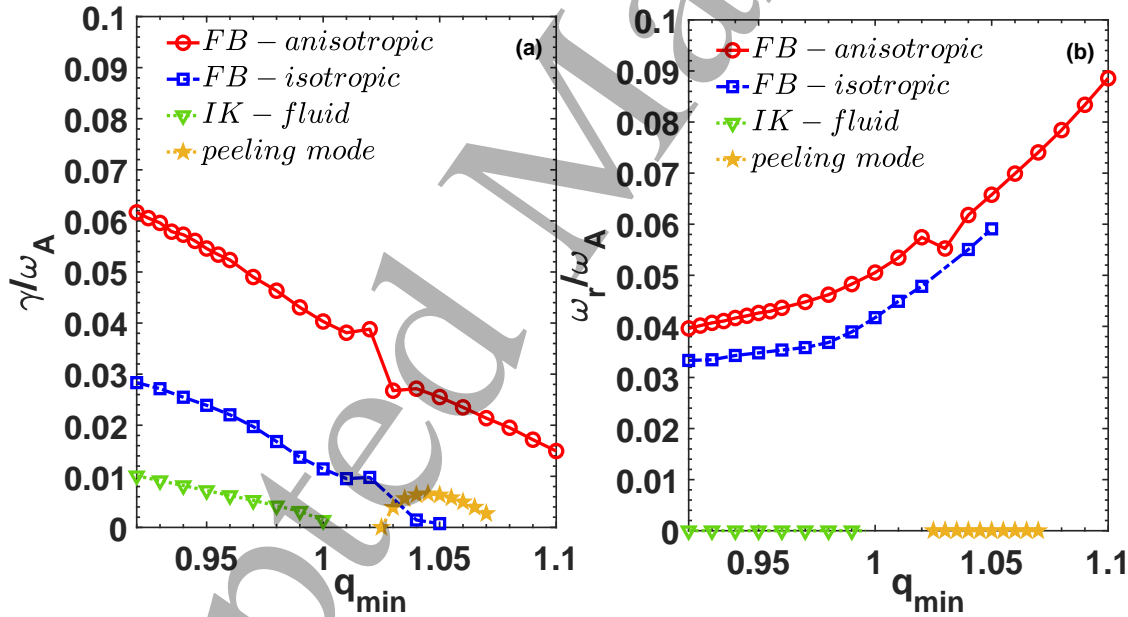 0.1
0.09
0.08
0.07
0.06
0.05
0.04
0.03
0.02
0.01
0
γ/ω_A
FB − anisotropic
FB − isotropic
IK − fluid
peeling mode
(a)
0.95 1 1.05 1.1
q_min
0.1
0.09
0.08
0.07
0.06
0.05
0.04
0.03
0.02
0.01
0
ω_r/ω_A
FB − anisotropic
FB − isotropic
IK − fluid
peeling mode
(b)
0.95 1 1.05 1.1
q_min
pted Ma